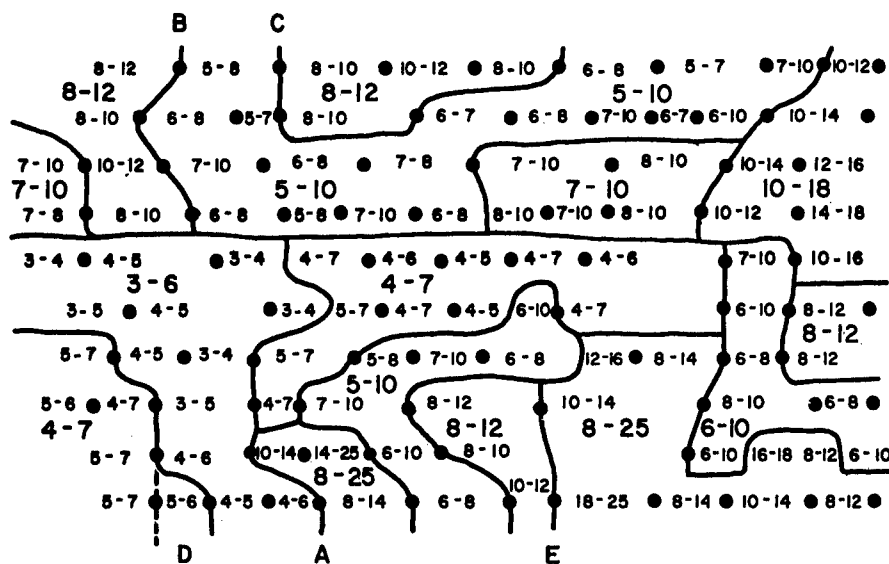 B C
8-12 5-8 8-10 10-12 8-10 6-8 5-7 7-10 10-12
8-12 8-12 5-10
8-10 6-8 5-7 8-10 6-7 6-8 7-10 6-7 6-10 10-14
7-10 10-12 7-10 6-8 7-8 7-10 8-10 10-14 12-16
7-10 5-10 7-10 10-18
7-8 8-10 6-8 5-8 7-10 6-8 8-10 7-10 8-10 10-12 14-18
3-4 4-5 3-4 4-7 4-6 4-5 4-7 4-6 7-10 10-16
3-6 4-7
3-5 4-5 3-4 5-7 4-7 4-5 6-10 4-7 6-10 8-12
8-12
5-7 4-5 3-4 5-7 5-8 7-10 6-8 12-16 8-14 6-8 8-12
5-10
5-6 4-7 3-5 4-7 7-10 8-12 10-14 8-10 6-8
4-7 8-12 8-25 6-10
5-7 4-6 10-14 14-25 6-10 8-10 6-10 16-18 8-12 6-10
8-25
5-7 5-6 4-5 4-6 8-14 6-8 10-12 18-25 8-14 10-14 8-12
D A E